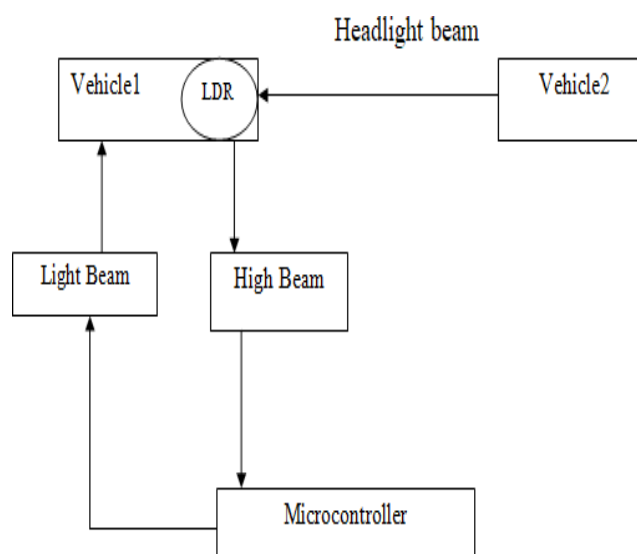 Headlight beam
Vehicle1
LDR
Vehicle2
Light Beam
High Beam
Microcontroller